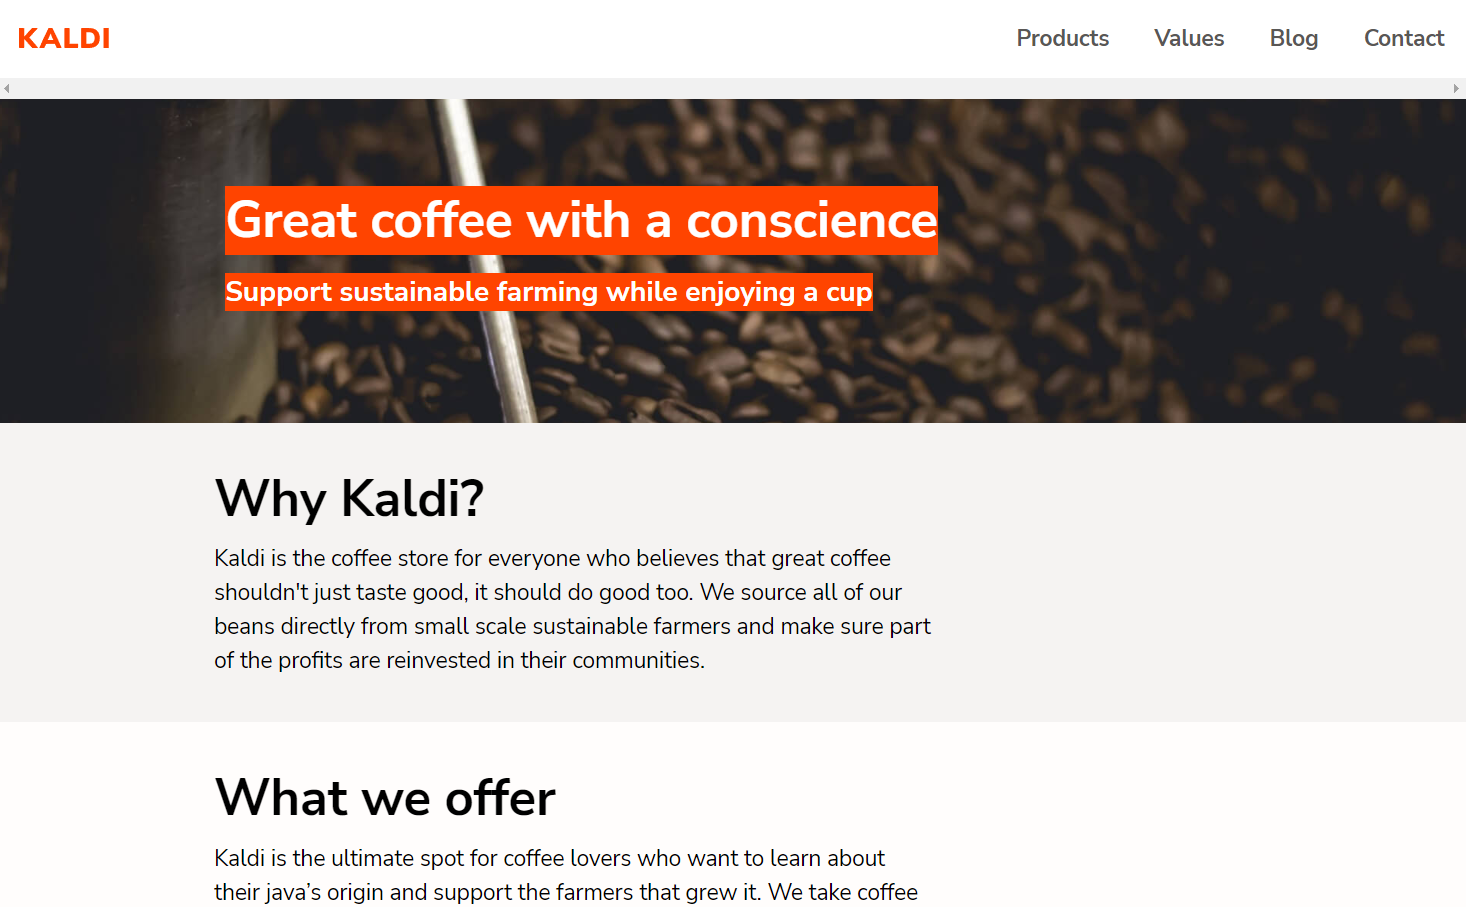 KALDI
Products Values Blog Contact
Great coffee with a conscience
Support sustainable farming while enjoying a cup
Why Kaldi?
Kaldi is the coffee store for everyone who believes that great coffee
shouldn't just taste good, it should do good too. We source all of our
beans directly from small scale sustainable farmers and make sure part
of the profits are reinvested in their communities.
What we offer
Kaldi is the ultimate spot for coffee lovers who want to learn about
their java’s origin and support the farmers that grew it. We take coffee